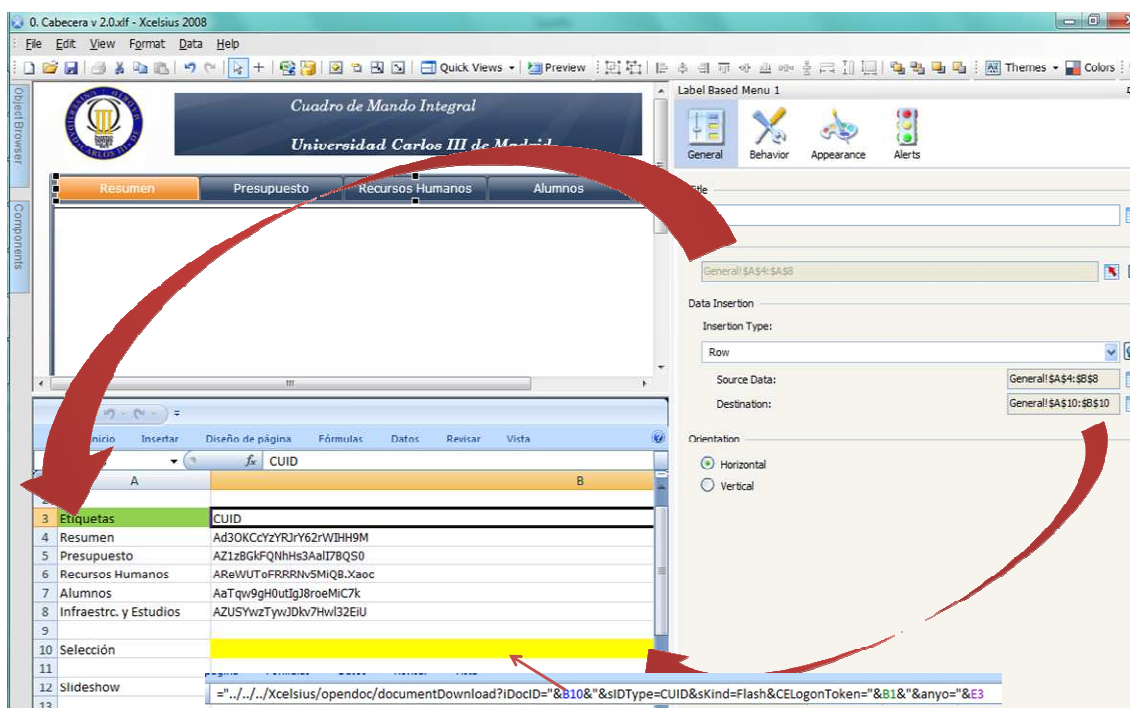 0. Cabecera v 2.0.xlf - Xcelsius 2008
File Edit View Format Data Help
Quick Views Preview Themes Colors
Object Browser
Components
Cuadro de Mando Integral
Universidad Carlos III de Madrid
Resumen Presupuesto Recursos Humanos Alumnos
Label Based Menu 1
General Behavior Appearance Alerts
General!$A$4:$A$8
Data Insertion
Insertion Type:
Row
Source Data: General!$A$4:$B$8
Destination: General!$A$10:$B$10
Orientation
Horizontal
Vertical
Insertar Diseño de página Fórmulas Datos Revisar Vista
fx CUID
A B
3 Etiquetas CUID
4 Resumen Ad3OKCcYzYRJrY62rWIHH9M
5 Presupuesto AZ1zBGkFQNhHs3AalI7BQS0
6 Recursos Humanos AReWUToFRRRNv5MiQB.Xaoc
7 Alumnos AaTqw9gH0utIgJ8roeMiC7k
8 Infraestrc. y Estudios AZUSYwzTywJDkv7Hwl32EiU
9
10 Selección
11
12 Slideshow
="../../../Xcelsius/opendoc/documentDownload?iDocID="&B10&"&sIDType=CUID&sKind=Flash&CELogonToken="&B1&"&anyo="&E3
13